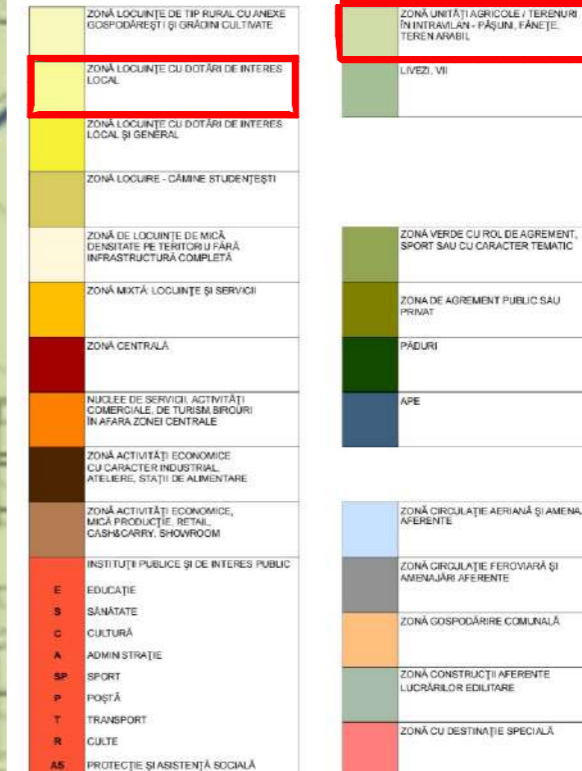 ZONĂ LOCUINȚE DE TIP RURAL CU ANEXE
GOSPODĂREȘTI ȘI GRĂDINI CULTIVATE
ZONĂ LOCUINȚE CU DOTĂRI DE INTERES
LOCAL
ZONĂ LOCUINȚE CU DOTĂRI DE INTERES
LOCAL ȘI GENERAL
ZONĂ LOCUIRE - CĂMINE STUDENȚEȘTI
ZONĂ DE LOCUINȚE DE MICĂ
DENSITATE PE TERITORIU FĂRĂ
INFRASTRUCTURĂ COMPLETĂ
ZONĂ MIXTĂ: LOCUINȚE ȘI SERVICII
ZONĂ CENTRALĂ
NUCLEE DE SERVICII, ACTIVITĂȚI
COMERCIALE, DE TURISM, BIROURI
ÎN AFARA ZONEI CENTRALE
ZONĂ ACTIVITĂȚI ECONOMICE
CU CARACTER INDUSTRIAL,
ATELIERE, STAȚII DE ALIMENTARE
ZONĂ ACTIVITĂȚI ECONOMICE,
MICĂ PRODUCȚIE, RETAIL,
CASH&CARRY, SHOWROOM
INSTITUȚII PUBLICE ȘI DE INTERES PUBLIC
E EDUCAȚIE
S SĂNĂTATE
C CULTURĂ
A ADMINISTRAȚIE
SP SPORT
P POȘTĂ
T TRANSPORT
R CULTE
AS PROTECȚIE ȘI ASISTENȚĂ SOCIALĂ
ZONĂ UNITĂȚI AGRICOLE / TERENURI
ÎN INTRAVILAN - PĂȘUNI, FÂNEȚE,
TEREN ARABIL
LIVEZI, VII
ZONĂ VERDE CU ROL DE AGREMENT,
SPORT SAU CU CARACTER TEMATIC
ZONA DE AGREMENT PUBLIC SAU
PRIVAT
PĂDURI
APE
ZONĂ CIRCULAȚIE AERIANĂ ȘI AMENA
AFERENTE
ZONĂ CIRCULAȚIE FEROVIARĂ ȘI
AMENAJĂRI AFERENTE
ZONĂ GOSPODĂRIRE COMUNALĂ
ZONĂ CONSTRUCȚII AFERENTE
LUCRĂRILOR EDILITARE
ZONĂ CU DESTINAȚIE SPECIALĂ